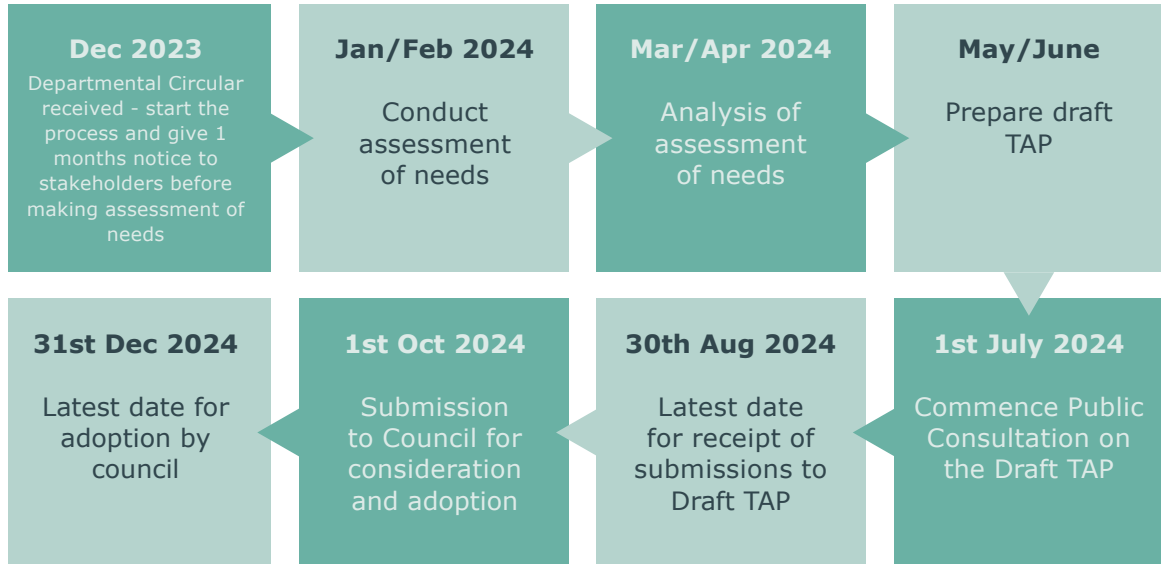 Dec 2023
Departmental Circular
received - start the
process and give 1
months notice to
stakeholders before
making assessment of
needs
Jan/Feb 2024
Conduct
assessment
of needs
Mar/Apr 2024
Analysis of
assessment
of needs
May/June
Prepare draft
TAP
1st July 2024
Commence Public
Consultation on
the Draft TAP
30th Aug 2024
Latest date
for receipt of
submissions to
Draft TAP
1st Oct 2024
Submission
to Council for
consideration
and adoption
31st Dec 2024
Latest date for
adoption by
council